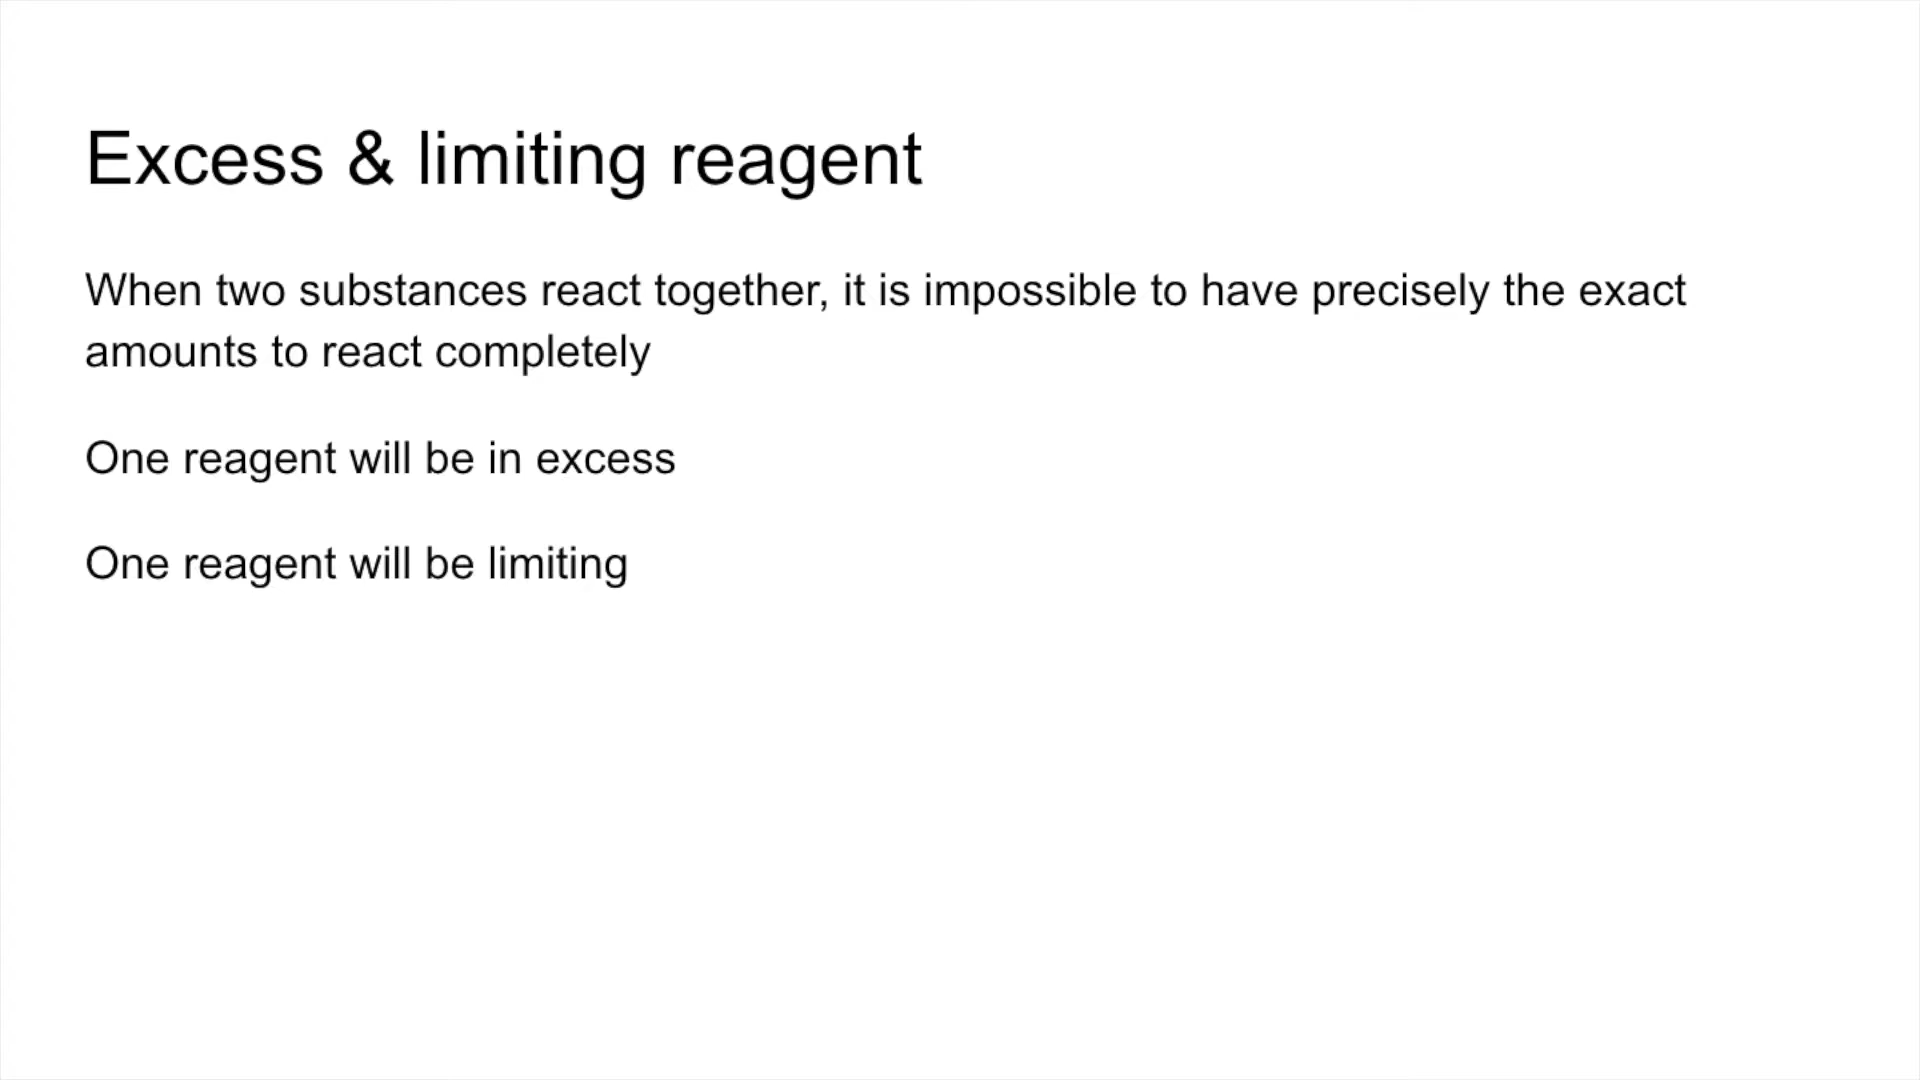 Excess & limiting reagent
When two substances react together, it is impossible to have precisely the exact
amounts to react completely
One reagent will be in excess
One reagent will be limiting